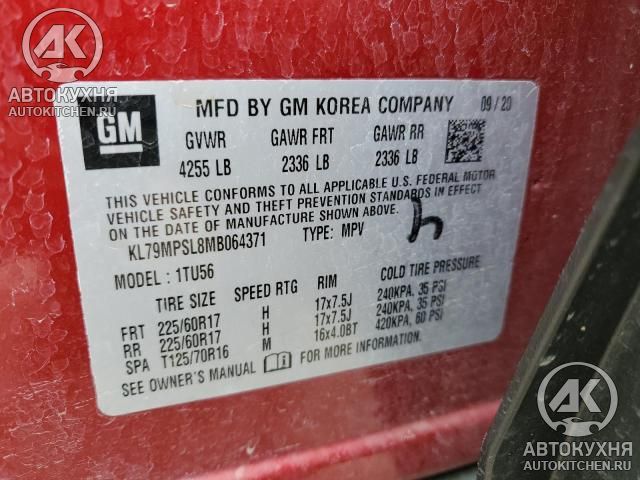 АК
АВТОКУХНЯ
AUTOKITCHEN.RU
GM
MFD BY GM KOREA COMPANY 09/20
GVWR GAWR FRT GAWR RR
4255 LB 2336 LB 2336 LB
THIS VEHICLE CONFORMS TO ALL APPLICABLE U.S. FEDERAL MOTOR
VEHICLE SAFETY AND THEFT PREVENTION STANDARDS IN EFFECT
ON THE DATE OF MANUFACTURE SHOWN ABOVE.
KL79MPSL8MB064371 TYPE: MPV
MODEL : 1TU56
TIRE SIZE SPEED RTG RIM COLD TIRE PRESSURE
FRT 225/60R17 H 17x7.5J 240KPA, 35 PSI
RR 225/60R17 H 17x7.5J 240KPA, 35 PSI
SPA T125/70R16 M 16x4.0BT 420KPA, 60 PSI
SEE OWNER'S MANUAL FOR MORE INFORMATION.
АК
АВТОКУХНЯ
AUTOKITCHEN.RU